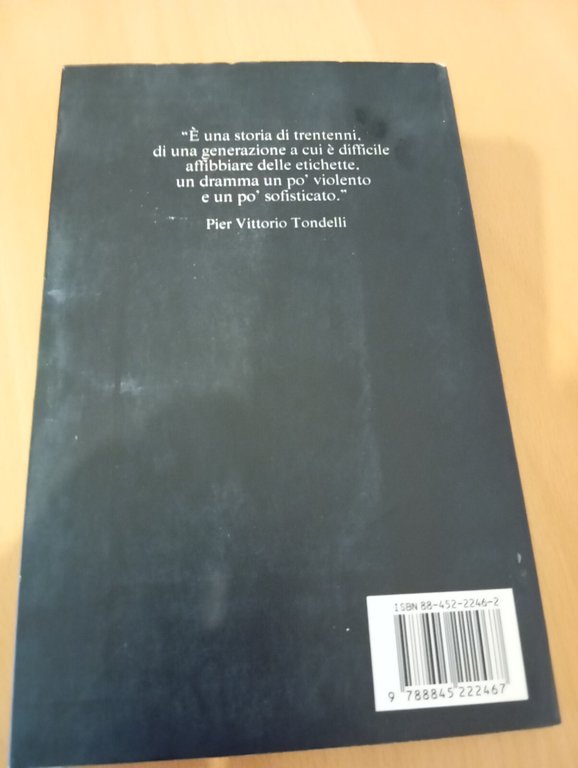 “È una storia di trentenni,
di una generazione a cui è difficile
affibbiare delle etichette,
un dramma un po’ violento
e un po’ sofisticato.”
Pier Vittorio Tondelli
ISBN 88-452-2246-2
9 788845 222467